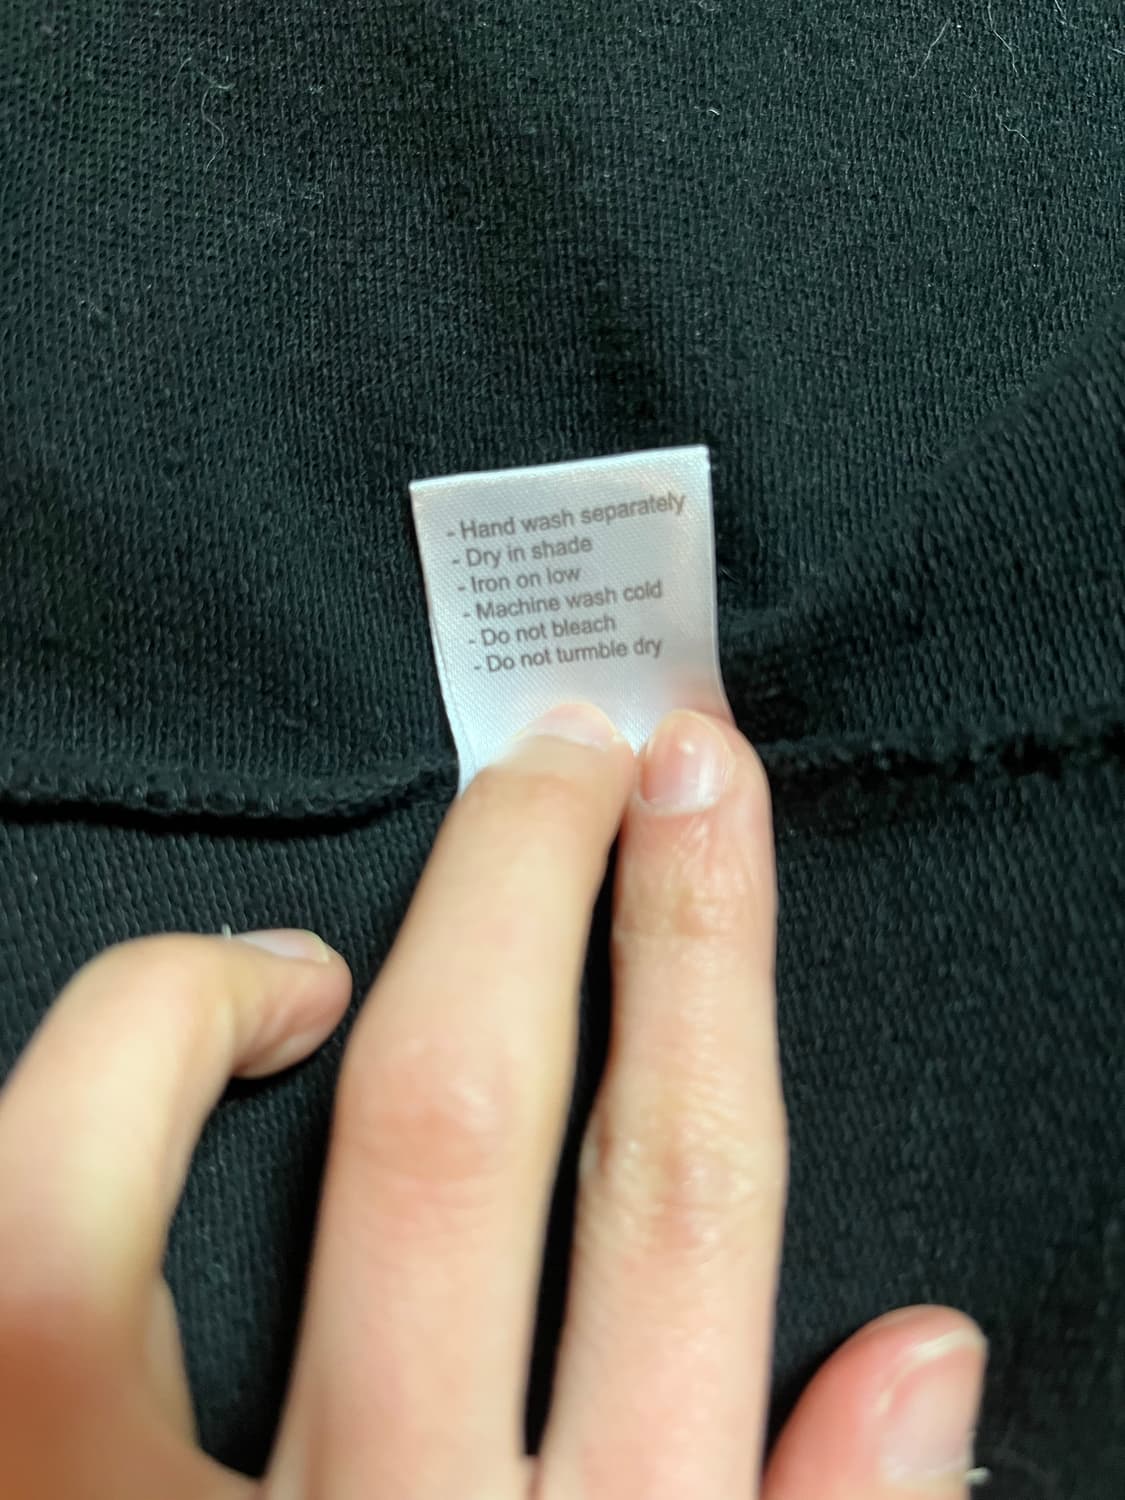 - Hand wash separately
- Dry in shade
- Iron on low
- Machine wash cold
- Do not bleach
- Do not turmble dry